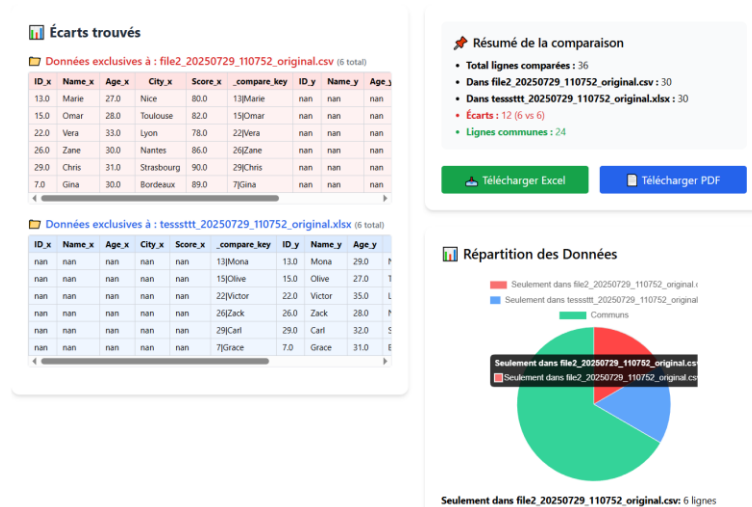 Écarts trouvés
Données exclusives à : file2_20250729_110752_original.csv (6 total)
ID_x Name_x Age_x City_x Score_x _compare_key ID_y Name_y Age_y
13.0 Marie 27.0 Nice 80.0 13|Marie nan nan nan
15.0 Omar 28.0 Toulouse 82.0 15|Omar nan nan nan
22.0 Vera 33.0 Lyon 78.0 22|Vera nan nan nan
26.0 Zane 30.0 Nantes 86.0 26|Zane nan nan nan
29.0 Chris 31.0 Strasbourg 90.0 29|Chris nan nan nan
7.0 Gina 30.0 Bordeaux 89.0 7|Gina nan nan nan
Données exclusives à : tesssttt_20250729_110752_original.xlsx (6 total)
ID_x Name_x Age_x City_x Score_x _compare_key ID_y Name_y Age_y
nan nan nan nan nan 13|Mona 13.0 Mona 29.0
nan nan nan nan nan 15|Olive 15.0 Olive 27.0
nan nan nan nan nan 22|Victor 22.0 Victor 35.0
nan nan nan nan nan 26|Zack 26.0 Zack 28.0
nan nan nan nan nan 29|Carl 29.0 Carl 32.0
nan nan nan nan nan 7|Grace 7.0 Grace 31.0
Résumé de la comparaison
• Total lignes comparées : 36
• Dans file2_20250729_110752_original.csv : 30
• Dans tesssttt_20250729_110752_original.xlsx : 30
• Écarts : 12 (6 vs 6)
• Lignes communes : 24
Télécharger Excel
Télécharger PDF
Répartition des Données
Seulement dans file2_20250729_110752_original.
Seulement dans tesssttt_20250729_110752_original
Communs
Seulement dans file2_20250729_110752_original.cs
Seulement dans file2_20250729_110752_original.cs
Seulement dans file2_20250729_110752_original.csv: 6 lignes